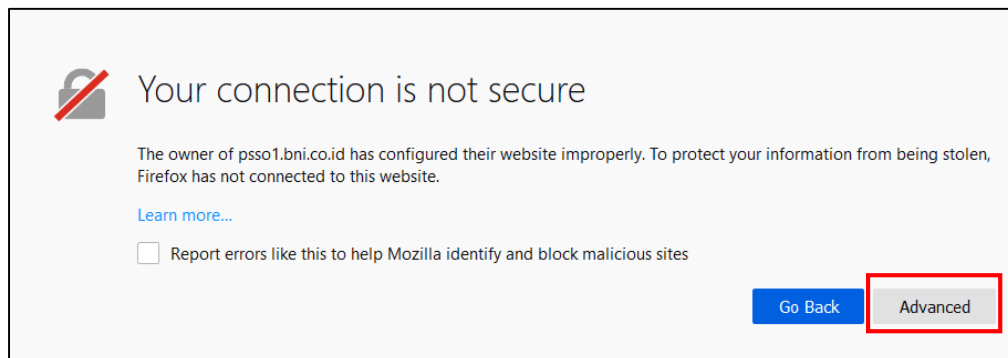 Your connection is not secure
The owner of psso1.bni.co.id has configured their website improperly. To protect your information from being stolen,
Firefox has not connected to this website.
Learn more...
Report errors like this to help Mozilla identify and block malicious sites
Go Back
Advanced